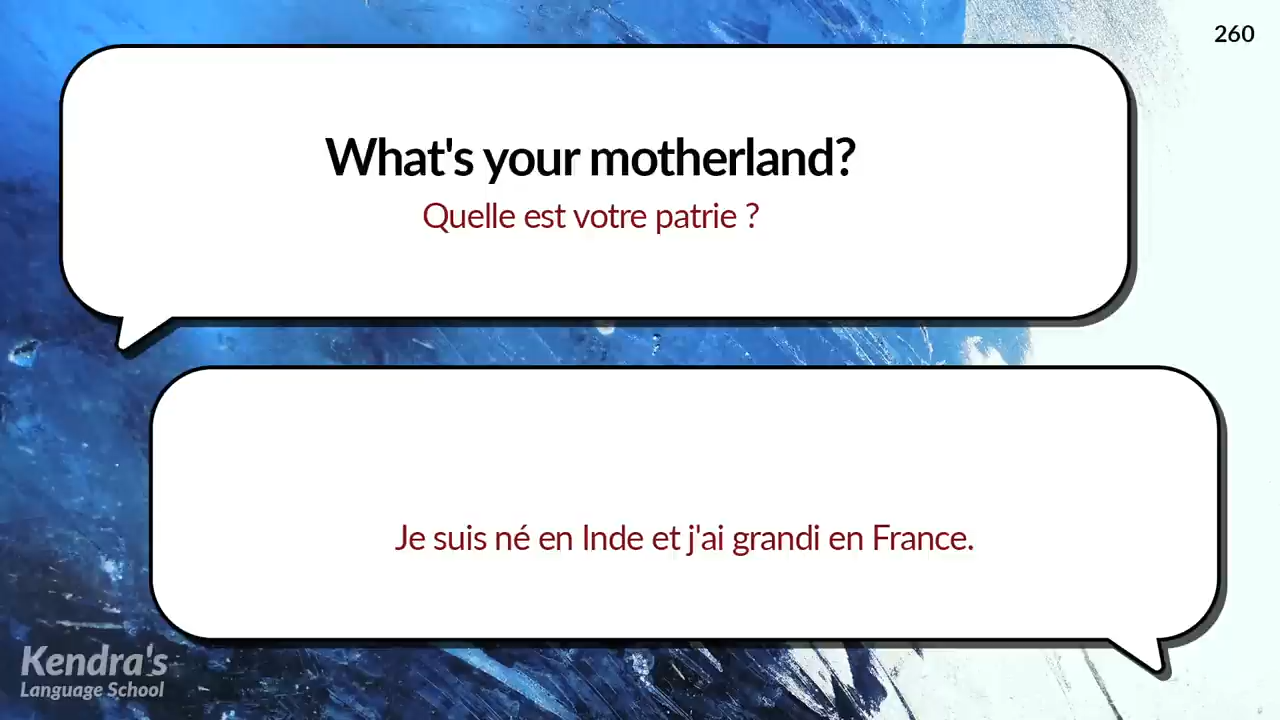 260
What's your motherland?
Quelle est votre patrie ?
Je suis né en Inde et j'ai grandi en France.
Kendra's
Language School